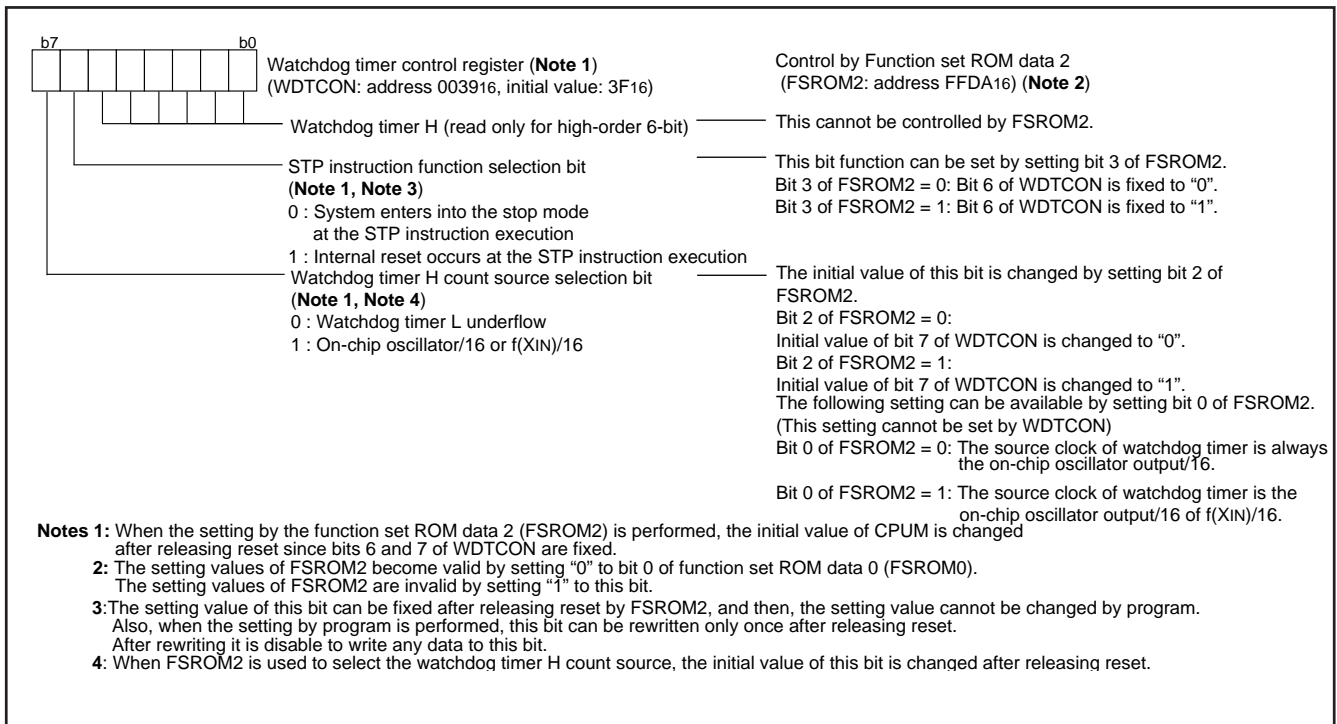 b7 b0
Watchdog timer control register (Note 1)
(WDTCON: address 003916, initial value: 3F16)
Control by Function set ROM data 2
(FSROM2: address FFDA16) (Note 2)
Watchdog timer H (read only for high-order 6-bit)
This cannot be controlled by FSROM2.
STP instruction function selection bit
(Note 1, Note 3)
0 : System enters into the stop mode
at the STP instruction execution
1 : Internal reset occurs at the STP instruction execution
This bit function can be set by setting bit 3 of FSROM2.
Bit 3 of FSROM2 = 0: Bit 6 of WDTCON is fixed to “0”.
Bit 3 of FSROM2 = 1: Bit 6 of WDTCON is fixed to “1”.
Watchdog timer H count source selection bit
(Note 1, Note 4)
0 : Watchdog timer L underflow
1 : On-chip oscillator/16 or f(XIN)/16
The initial value of this bit is changed by setting bit 2 of
FSROM2.
Bit 2 of FSROM2 = 0:
Initial value of bit 7 of WDTCON is changed to “0”.
Bit 2 of FSROM2 = 1:
Initial value of bit 7 of WDTCON is changed to “1”.
The following setting can be available by setting bit 0 of FSROM2.
(This setting cannot be set by WDTCON)
Bit 0 of FSROM2 = 0: The source clock of watchdog timer is always
the on-chip oscillator output/16.
Bit 0 of FSROM2 = 1: The source clock of watchdog timer is the
on-chip oscillator output/16 of f(XIN)/16.
Notes 1: When the setting by the function set ROM data 2 (FSROM2) is performed, the initial value of CPUM is changed
after releasing reset since bits 6 and 7 of WDTCON are fixed.
2: The setting values of FSROM2 become valid by setting “0” to bit 0 of function set ROM data 0 (FSROM0).
The setting values of FSROM2 are invalid by setting “1” to this bit.
3:The setting value of this bit can be fixed after releasing reset by FSROM2, and then, the setting value cannot be changed by program.
Also, when the setting by program is performed, this bit can be rewritten only once after releasing reset.
After rewriting it is disable to write any data to this bit.
4: When FSROM2 is used to select the watchdog timer H count source, the initial value of this bit is changed after releasing reset.